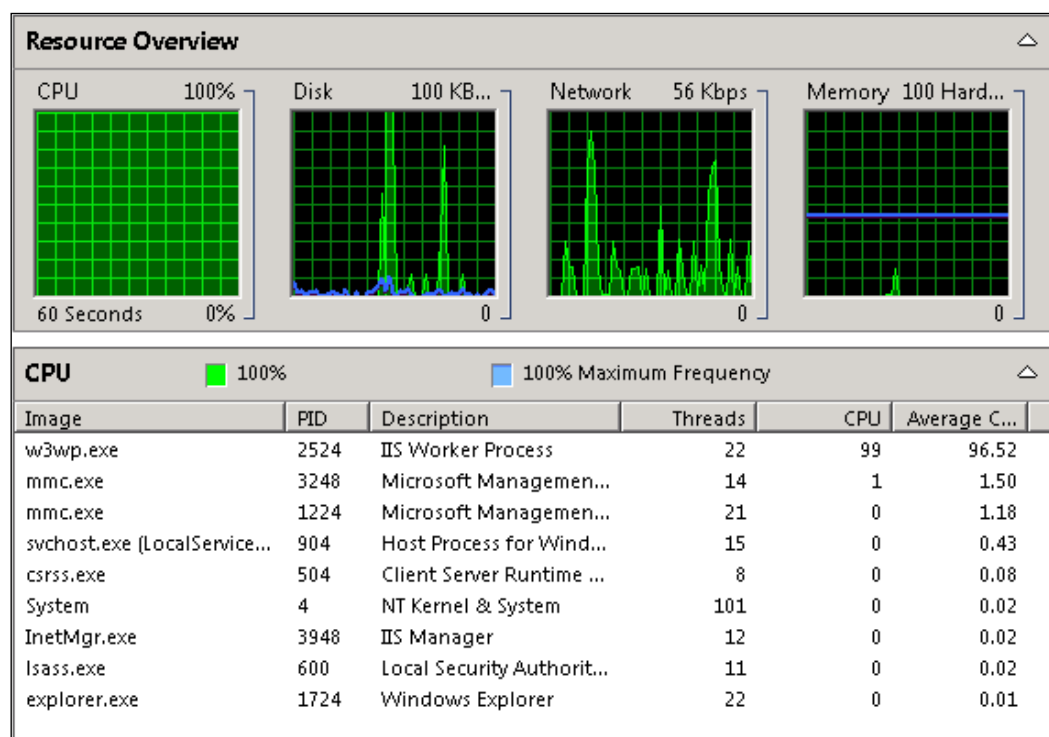 Resource Overview
CPU 100% Disk 100 KB... Network 56 Kbps Memory 100 Hard...
60 Seconds 0% 0 0 0
CPU 100% 100% Maximum Frequency
Image PID Description Threads CPU Average C...
w3wp.exe 2524 IIS Worker Process 22 99 96.52
mmc.exe 3248 Microsoft Managemen... 14 1 1.50
mmc.exe 1224 Microsoft Managemen... 21 0 1.18
svchost.exe (LocalService... 904 Host Process for Wind... 15 0 0.43
csrss.exe 504 Client Server Runtime ... 8 0 0.08
System 4 NT Kernel & System 101 0 0.02
InetMgr.exe 3948 IIS Manager 12 0 0.02
lsass.exe 600 Local Security Authorit... 11 0 0.02
explorer.exe 1724 Windows Explorer 22 0 0.01